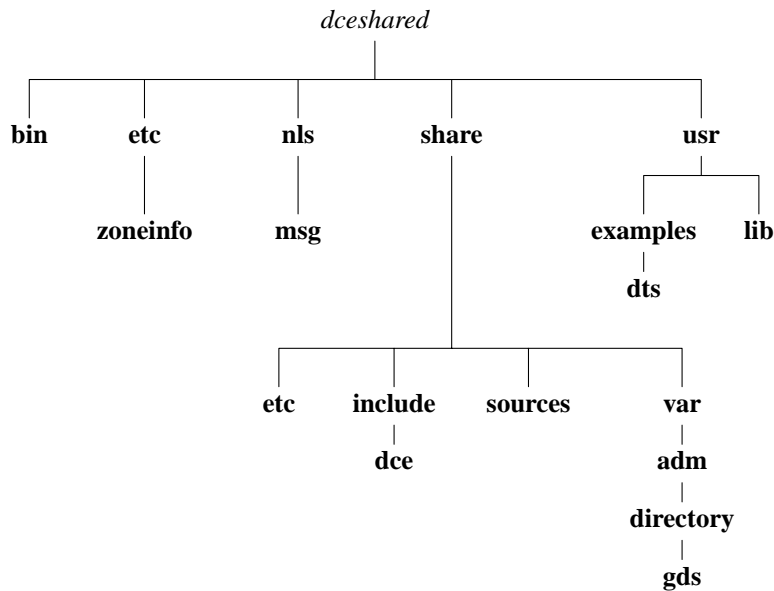 dceshared
bin etc nls share usr
zoneinfo msg examples lib
dts
etc include sources var
dce adm
directory
gds